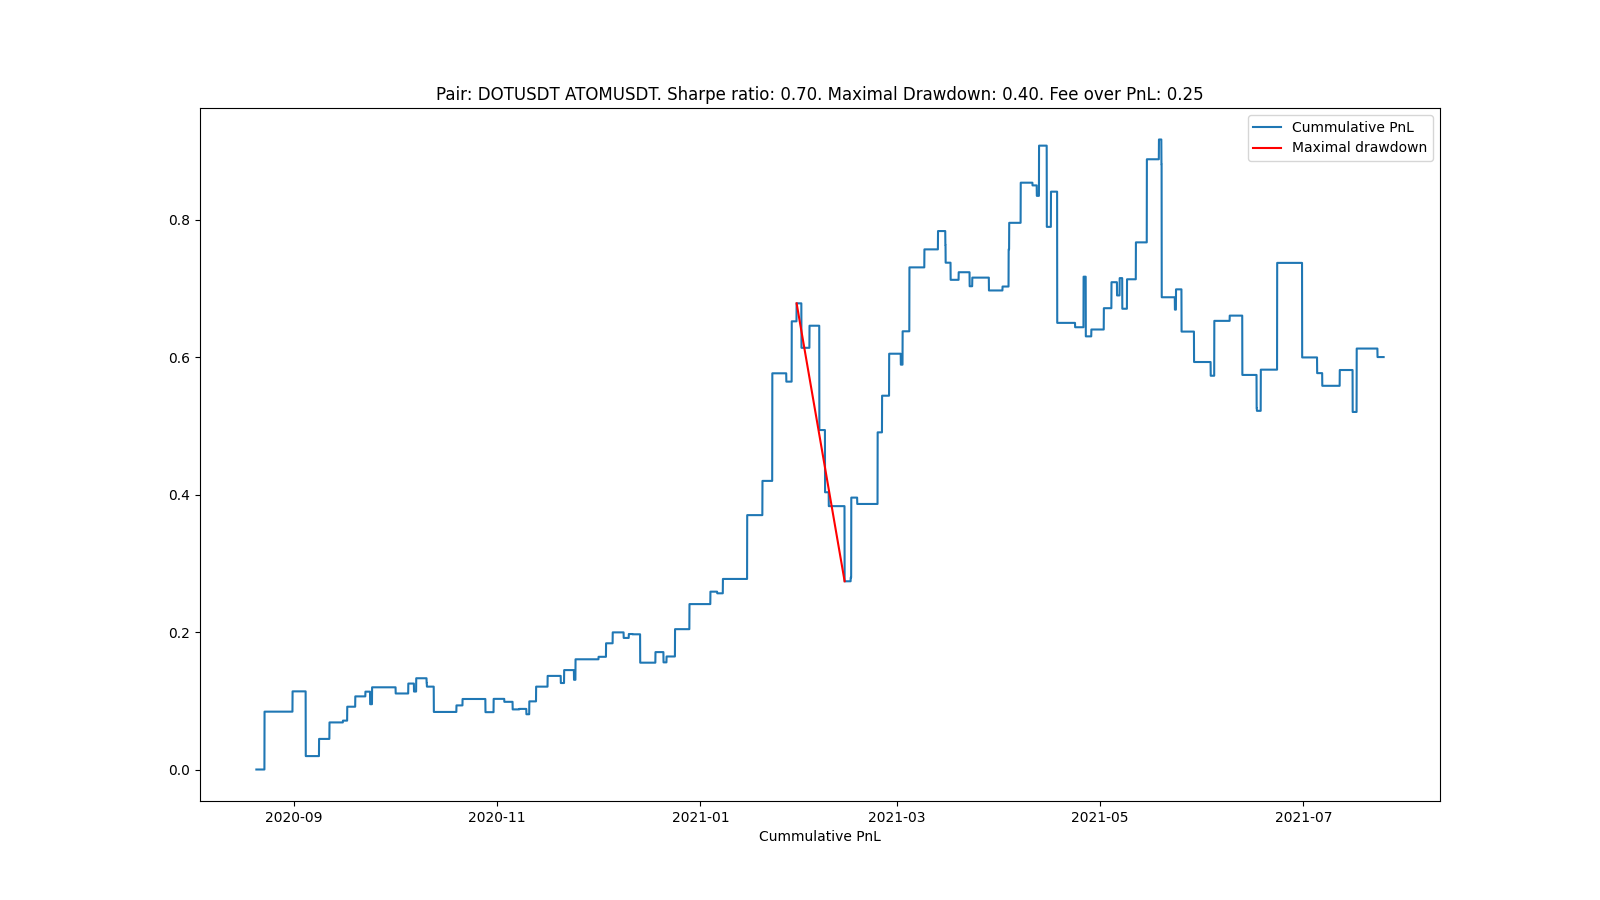 Pair: DOTUSDT ATOMUSDT. Sharpe ratio: 0.70. Maximal Drawdown: 0.40. Fee over PnL: 0.25
Cummulative PnL
Maximal drawdown
0.8
0.6
0.4
0.2
0.0
2020-09 2020-11 2021-01 2021-03 2021-05 2021-07
Cummulative PnL